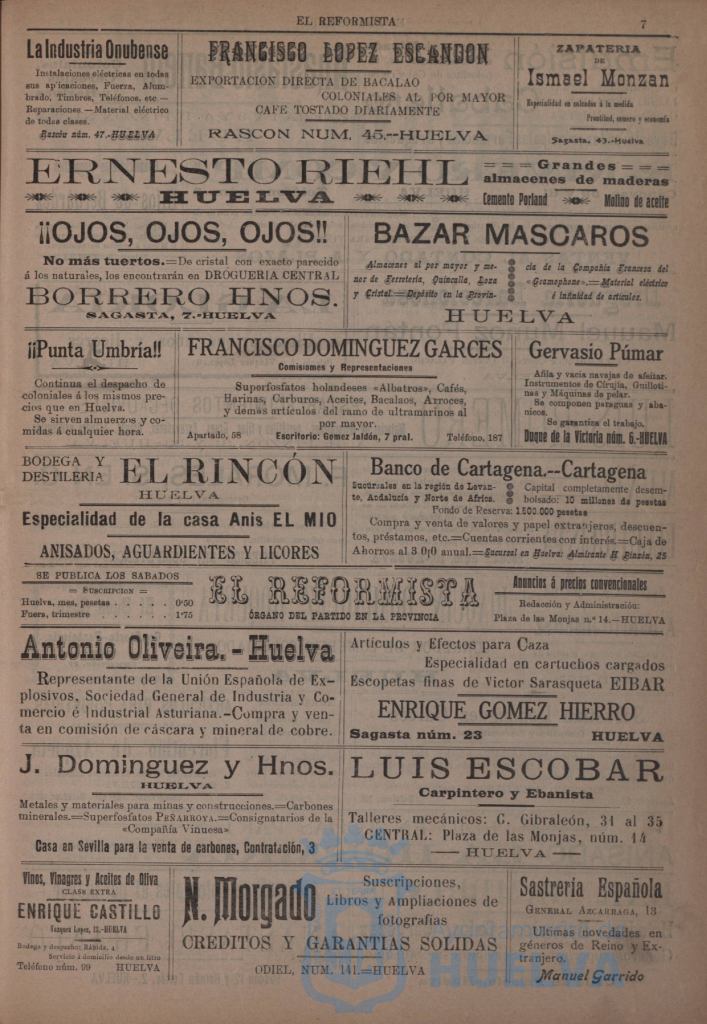 EL REFORMISTA
7
La Industria Onubense
Instalaciones eléctricas en todas
sus aplicaciones, Fuerza, Alum-
brado, Timbres, Teléfonos, etc —
Reparaciones.—Material eléctrico
de todas clases.
Rascón núm. 47.-HUELVA
FRANCISCO LOPEZ ESCANDON
EXPORTACION DIRECTA DE BACALAO
COLONIALES AL POR MAYOR
CAFE TOSTADO DIARIAMENTE
RASCON NUM, 45.--HUELVA
ZAPATERIA
DE
Ismael Monzan
Especialidad en calzados á la medida
Prontitud, esmero y economía
Sagasta, 43.-Huelva
ERNESTO RIEHL
HUELVA
= = = Grandes = = =
almacenes de maderas
Cemento Porland
Molino de aceite
¡¡OJOS, OJOS, OJOS!!
No más tuertos.=De cristal con exacto parecido
á los naturales, los encontrarán en DROGUERIA CENTRAL
BORRERO HNOS.
SAGASTA, 7.-HUELVA
BAZAR MASCAROS
Almacenes al por mayor y me-
nor de Ferretería, Quincalla, Loza
y Cristal.=Depósito en la Provin-
cia de la Compañía Francesa del
«Gramophone».=Material eléctrico
é infinidad de artículos.
HUELVA
¡¡Punta Umbría!!
Continua el despacho de
coloniales á los mismos pre-
cios que en Huelva.
Se sirven almuerzos y co-
midas á cualquier hora.
FRANCISCO DOMINGUEZ GARCES
Comisiones y Representaciones
Superfosfatos holandeses «Albatros», Cafés,
Harinas, Carburos, Aceites, Bacalaos, Arroces,
y demás artículos del ramo de ultramarinos al
por mayor.
Apartado, 58 Escritorio: Gomez Jaldón, 7 pral. Teléfono, 187
Gervasio Púmar
Afila y vacia navajas de afeitar.
Instrumentos de Cirujía, Guilloti-
nas y Máquinas de pelar.
Se componen paraguas y aba-
nicos.
Se garantiza el trabajo.
Duque de la Victoria núm. 6.-HUELVA
BODEGA Y
DESTILERIA
EL RINCÓN
HUELVA
Especialidad de la casa Anis EL MIO
ANISADOS, AGUARDIENTES Y LICORES
Banco de Cartagena.--Cartagena
Sucursales en la región de Levan-
te, Andalucía y Norte de Africa.
Capital completamente desem-
bolsado: 10 millones de pesetas
Fondo de Reserva: 1.500.000 pesetas
Compra y venta de valores y papel extranjeros, descuen-
tos, préstamos, etc.=Cuentas corrientes con interés.=Caja de
Ahorros al 3 0[0 anual.=Sucursal en Huelva: Almirante H. Pinzón, 25
SE PUBLICA LOS SABADOS
= SUSCRIPCION =
Huelva, mes, pesetas . . . . . 0'50
Fuera, trimestre . . . . . 1'75
EL REFORMISTA
ÓRGANO DEL PARTIDO EN LA PROVINCIA
Anuncios á precios convencionales
Redacción y Administración:
Plaza de las Monjas n.º 14.—HUELVA
Antonio Oliveira. - Huelva
Representante de la Unión Española de Ex-
plosivos, Sociedad General de Industria y Co-
mercio é Industrial Asturiana.-Compra y ven-
ta en comisión de cáscara y mineral de cobre.
Artículos y Efectos para Caza
Especialidad en cartuchos cargados
Escopetas finas de Victor Sarasqueta EIBAR
ENRIQUE GOMEZ HIERRO
Sagasta núm. 23 HUELVA
J. Dominguez y Hnos.
HUELVA
Metales y materiales para minas y construcciones.=Carbones
minerales.=Superfosfatos PEÑARROYA.=Consignatarios de la
«Compañía Vinuesa»
Casa en Sevilla para la venta de carbones, Contratación, 3
LUIS ESCOBAR
Carpintero y Ebanista
Talleres mecánicos: C. Gibraleón, 31 al 35
CENTRAL: Plaza de las Monjas, núm. 14
HUELVA
Vinos, Vinagres y Aceites de Oliva
CLASE EXTRA
ENRIQUE CASTILLO
Vazquez Lopez, 13.-HUELVA
Bodega y despacho: Rábida, 4
Servicio á domicilio desde un litro
Teléfono núm. 99 HUELVA
N. Morgado
Suscripciones,
Libros y Ampliaciones de
fotografías
CREDITOS Y GARANTIAS SOLIDAS
ODIEL, NUM, 141.=HUELVA
Sastrería Española
GENERAL AZCARRAGA, 13
Ultimas novedades en
géneros de Reino y Ex-
tranjero.
Manuel Garrido
HUELVA